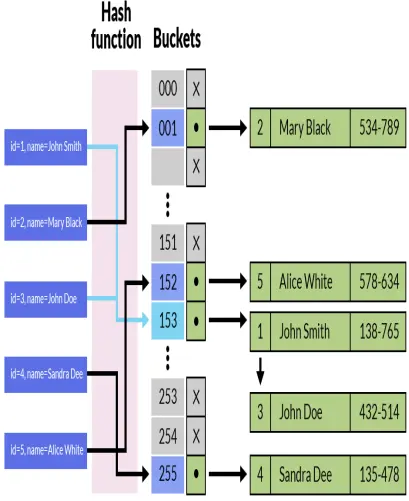 Hash
function Buckets
000 X
001 • 2 Mary Black 534-789
id=1, name=John Smith
X
id=2, name=Mary Black
151 X
152 • 5 Alice White 578-634
id=3, name=John Doe
153 • 1 John Smith 138-765
id=4, name=Sandra Dee
253 X
3 John Doe 432-514
254 X
id=5, name=Alice White
255 • 4 Sandra Dee 135-478